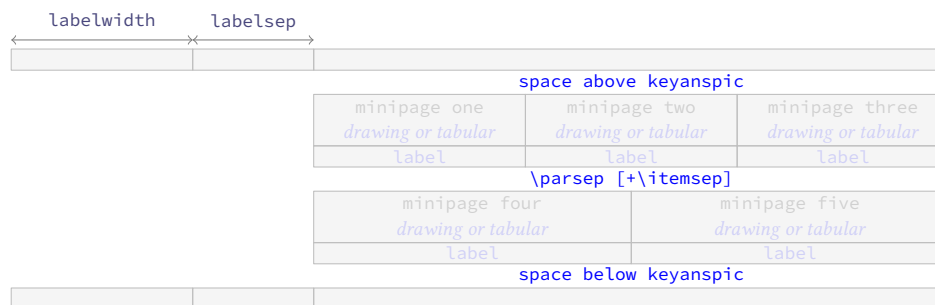 labelwidth labelsep
space above keyanspic
minipage one minipage two minipage three
drawing or tabular drawing or tabular drawing or tabular
label label label
\parsep [+\itemsep]
minipage four minipage five
drawing or tabular drawing or tabular
label label
space below keyanspic